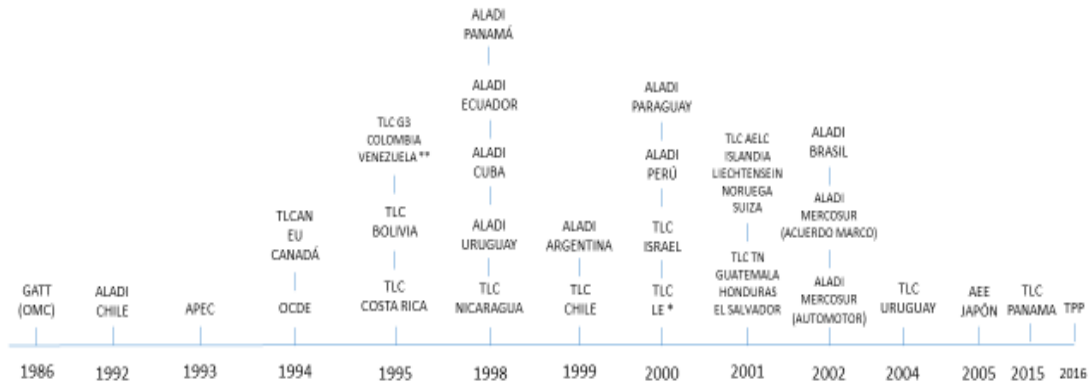 GATT
(OMC)
1986
ALADI
CHILE
1992
APEC
1993
TLCAN
EU
CANADÁ
OCDE
1994
TLC G3
COLOMBIA
VENEZUELA **
TLC
BOLIVIA
TLC
COSTA RICA
1995
ALADI
PANAMÁ
ALADI
ECUADOR
ALADI
CUBA
ALADI
URUGUAY
TLC
NICARAGUA
1998
ALADI
ARGENTINA
TLC
CHILE
1999
ALADI
PARAGUAY
ALADI
PERÚ
TLC
ISRAEL
TLC
LE *
2000
TLC AELC
ISLANDIA
LIECHTENSEIN
NORUEGA
SUIZA
TLC TN
GUATEMALA
HONDURAS
EL SALVADOR
2001
ALADI
BRASIL
ALADI
MERCOSUR
(ACUERDO MARCO)
ALADI
MERCOSUR
(AUTOMOTOR)
2002
TLC
URUGUAY
2004
AEE
JAPÓN
2005
TLC
PANAMA
2015
TPP
2016